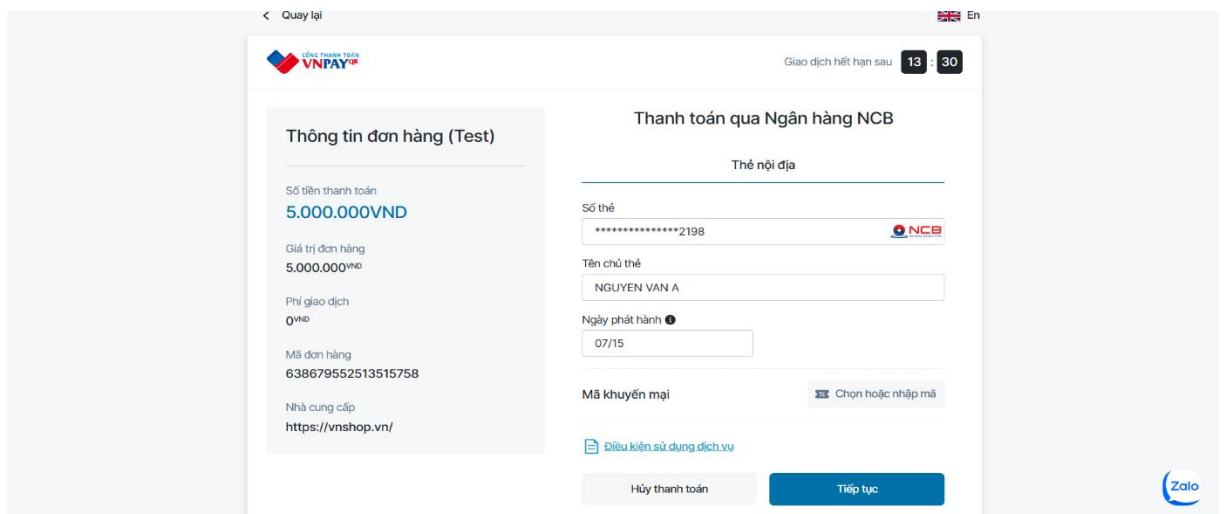 Quay lại
En
CỔNG THANH TOÁN
VNPAYQR
Giao dịch hết hạn sau 13 : 30
Thông tin đơn hàng (Test)
Số tiền thanh toán
5.000.000VND
Giá trị đơn hàng
5.000.000VND
Phí giao dịch
0VND
Mã đơn hàng
638679552513515758
Nhà cung cấp
https://vnshop.vn/
Thanh toán qua Ngân hàng NCB
Thẻ nội địa
Số thẻ
***************2198
NCB
Tên chủ thẻ
NGUYEN VAN A
Ngày phát hành
07/15
Mã khuyến mại
Chọn hoặc nhập mã
Điều kiện sử dụng dịch vụ
Hủy thanh toán
Tiếp tục
Zalo